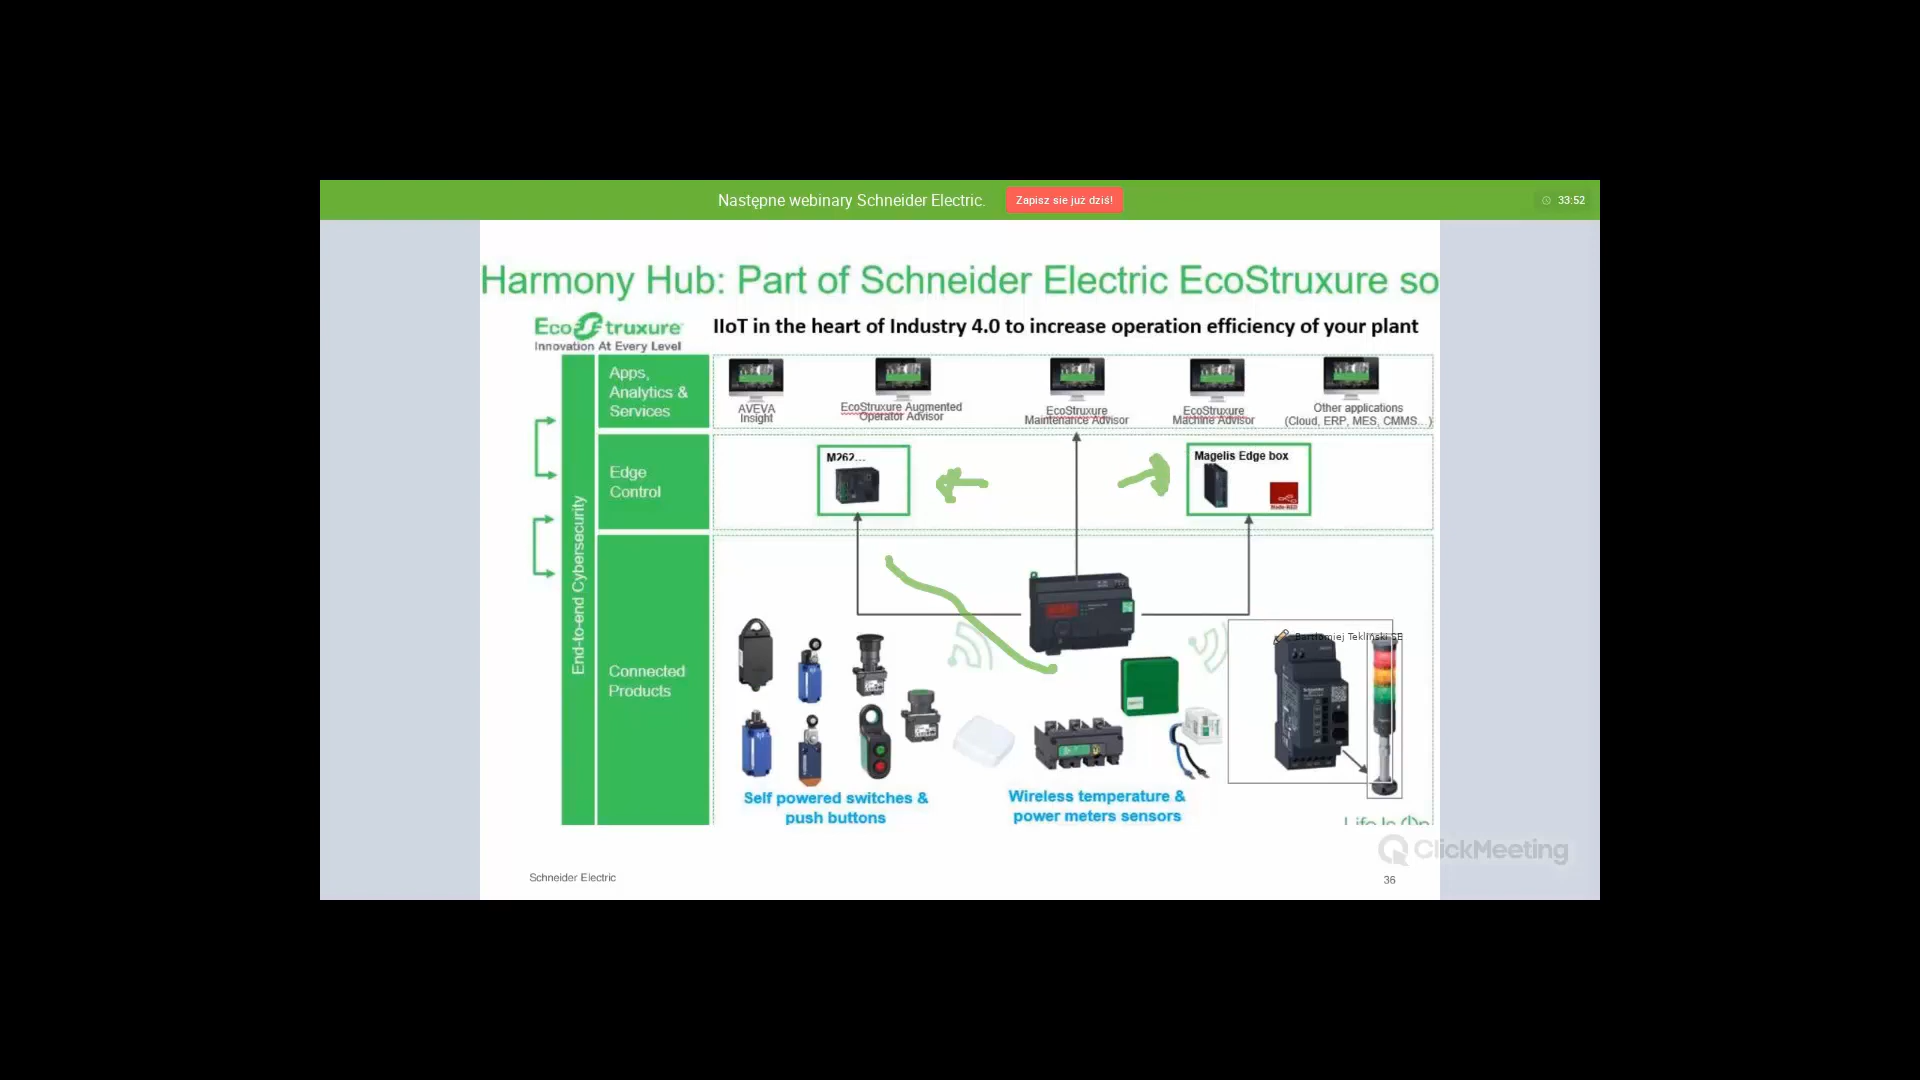 Następne webinary Schneider Electric.
Zapisz sie już dziś!
33:52
Harmony Hub: Part of Schneider Electric EcoStruxure so
EcoStruxure
Innovation At Every Level
IIoT in the heart of Industry 4.0 to increase operation efficiency of your plant
End-to-end Cybersecurity
Apps,
Analytics &
Services
AVEVA
Insight
EcoStruxure Augmented
Operator Advisor
EcoStruxure
Maintenance Advisor
EcoStruxure
Machine Advisor
Other applications
(Cloud, ERP, MES, CMMS...)
Edge
Control
M262...
Magelis Edge box
Node-RED
Connected
Products
Bartłomiej Tekliński SE
Self powered switches &
push buttons
Wireless temperature &
power meters sensors
Life Is On
ClickMeeting
Schneider Electric
36